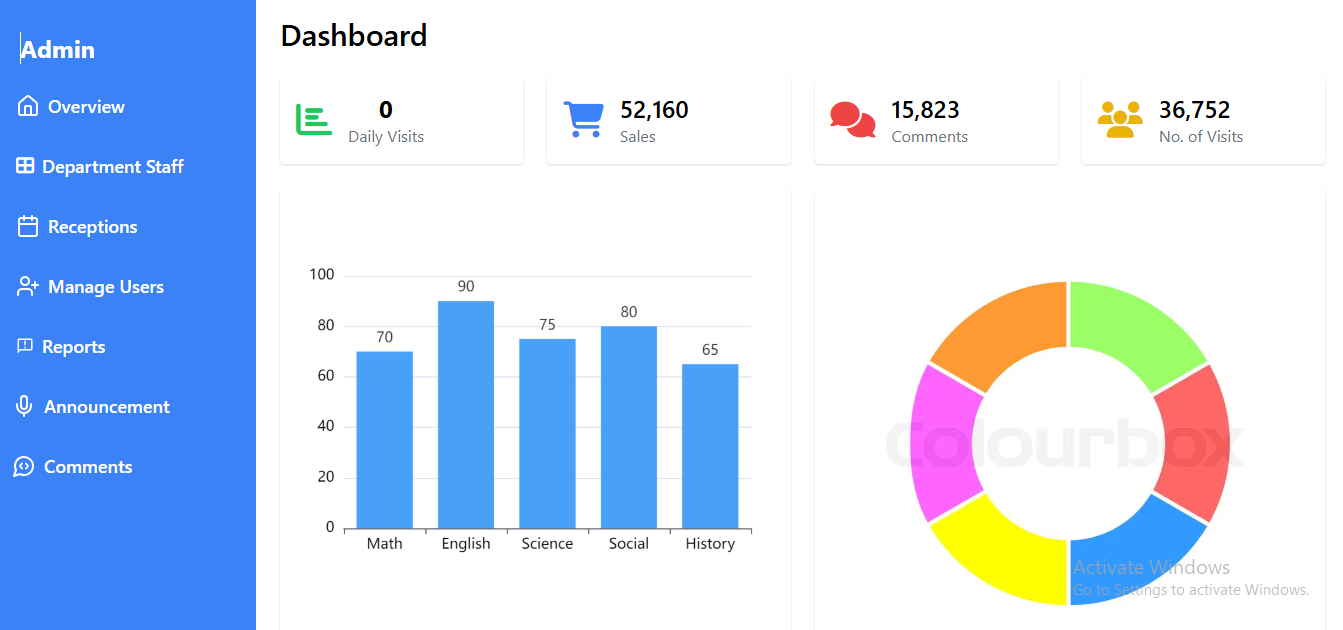 Admin
Overview
Department Staff
Receptions
Manage Users
Reports
Announcement
Comments
Dashboard
0
Daily Visits
52,160
Sales
15,823
Comments
36,752
No. of Visits
100
80
60
40
20
0
70
90
75
80
65
Math English Science Social History
colourbox
Activate Windows
Go to Settings to activate Windows.